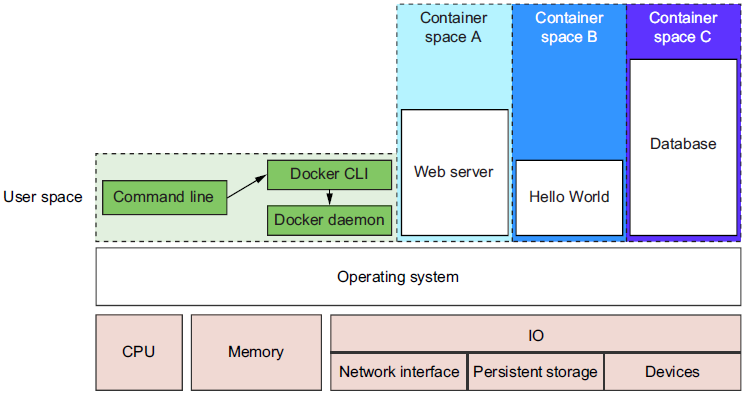 Container
space A
Container
space B
Container
space C
Database
Web server
Docker CLI
Command line
Hello World
User space
Docker daemon
Operating system
CPU
Memory
IO
Network interface
Persistent storage
Devices